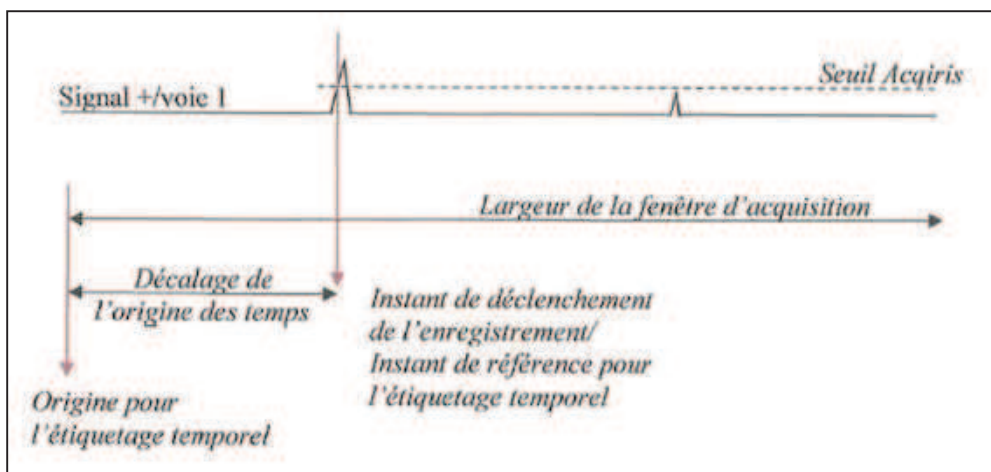 Seuil Acqiris
Signal +/voie 1
Largeur de la fenêtre d'acquisition
Décalage de
l'origine des temps
Instant de déclenchement
de l'enregistrement/
Instant de référence pour
l'étiquetage temporel
Origine pour
l'étiquetage temporel